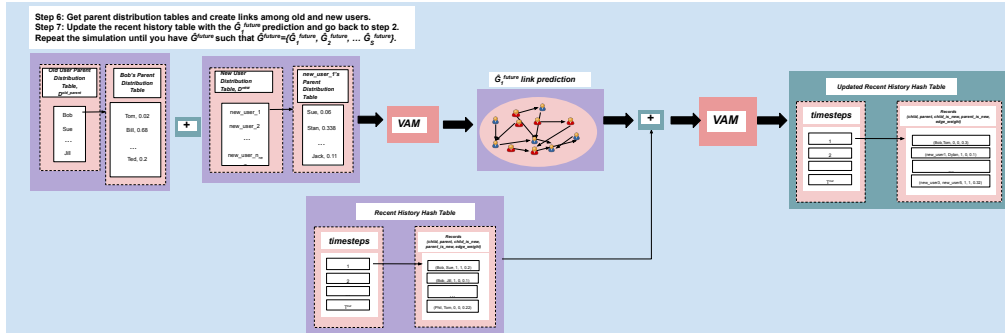 Step 6: Get parent distribution tables and create links among old and new users.
Step 7: Update the recent history table with the Ĝ₁ᶠᵘᵗᵘʳᵉ prediction and go back to step 2.
Repeat the simulation until you have Ĝᶠᵘᵗᵘʳᵉ such that Ĝᶠᵘᵗᵘʳᵉ={Ĝ₁ᶠᵘᵗᵘʳᵉ, Ĝ₂ᶠᵘᵗᵘʳᵉ, ... Ĝₛᶠᵘᵗᵘʳᵉ}.
Old User Parent
Distribution
Table,
Bob
Sue
...
Jill
Bob's Parent
Distribution
Table
Tom, 0.02
Bill, 0.68
...
Ted, 0.2
+
New User
Distribution
Table,
new_user_1
new_user_2
...
new_user_n
new_user_1's
Parent
Distribution
Table
Sue, 0.06
Stan, 0.336
...
Jack, 0.11
VAM
Ĝ₁ᶠᵘᵗᵘʳᵉ link prediction
+
VAM
Updated Recent History Hash Table
timesteps
1
2
Records
(child, parent, child_is_new, parent_is_new,
edge_weight)
(Bob,Tom, 0, 0, 0.3)
(new_user1, Dylan, 1, 0, 0.1)
...
(new_user3, new_user8, 1, 1, 0.32)
Recent History Hash Table
timesteps
1
2
Records
(child, parent, child_is_new,
parent_is_new, edge_weight)
(Bob, Sue, 1, 1, 0.2)
(Bob, Jill, 1, 0, 0.1)
...
(Phil, Tom, 0, 0, 0.22)